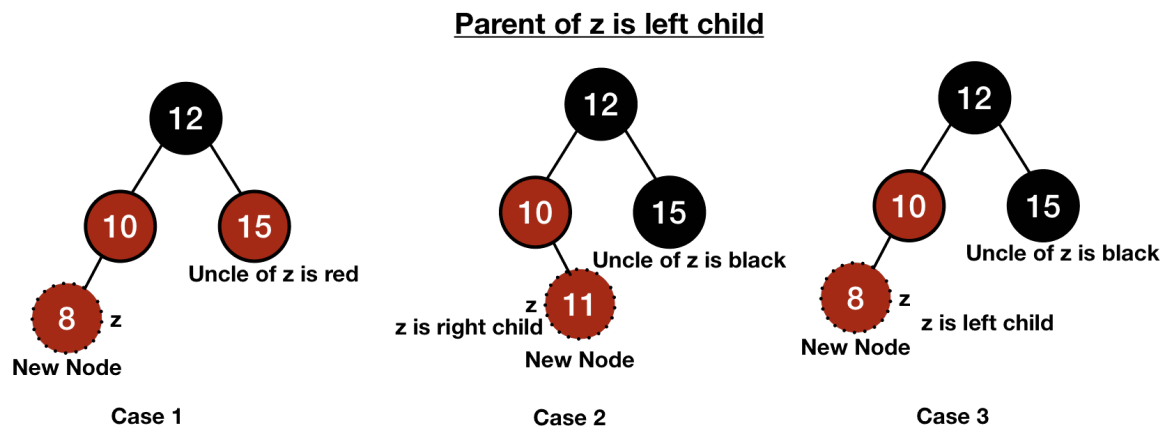 Parent of z is left child
12
10
15
Uncle of z is red
8
z
New Node
Case 1
12
10
15
Uncle of z is black
z
11
z is right child
New Node
Case 2
12
10
15
Uncle of z is black
8
z
z is left child
New Node
Case 3